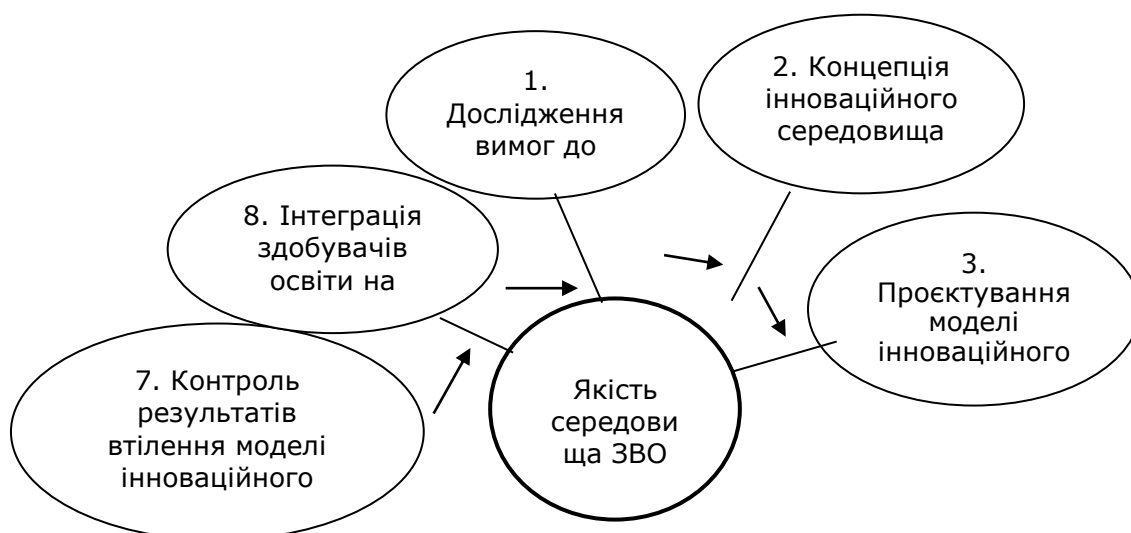 1.
Дослідження
вимог до
2. Концепція
інноваційного
середовища
3.
Проєктування
моделі
інноваційного
8. Інтеграція
здобувачів
освіти на
7. Контроль
результатів
втілення моделі
інноваційного
Якість
середови
ща ЗВО